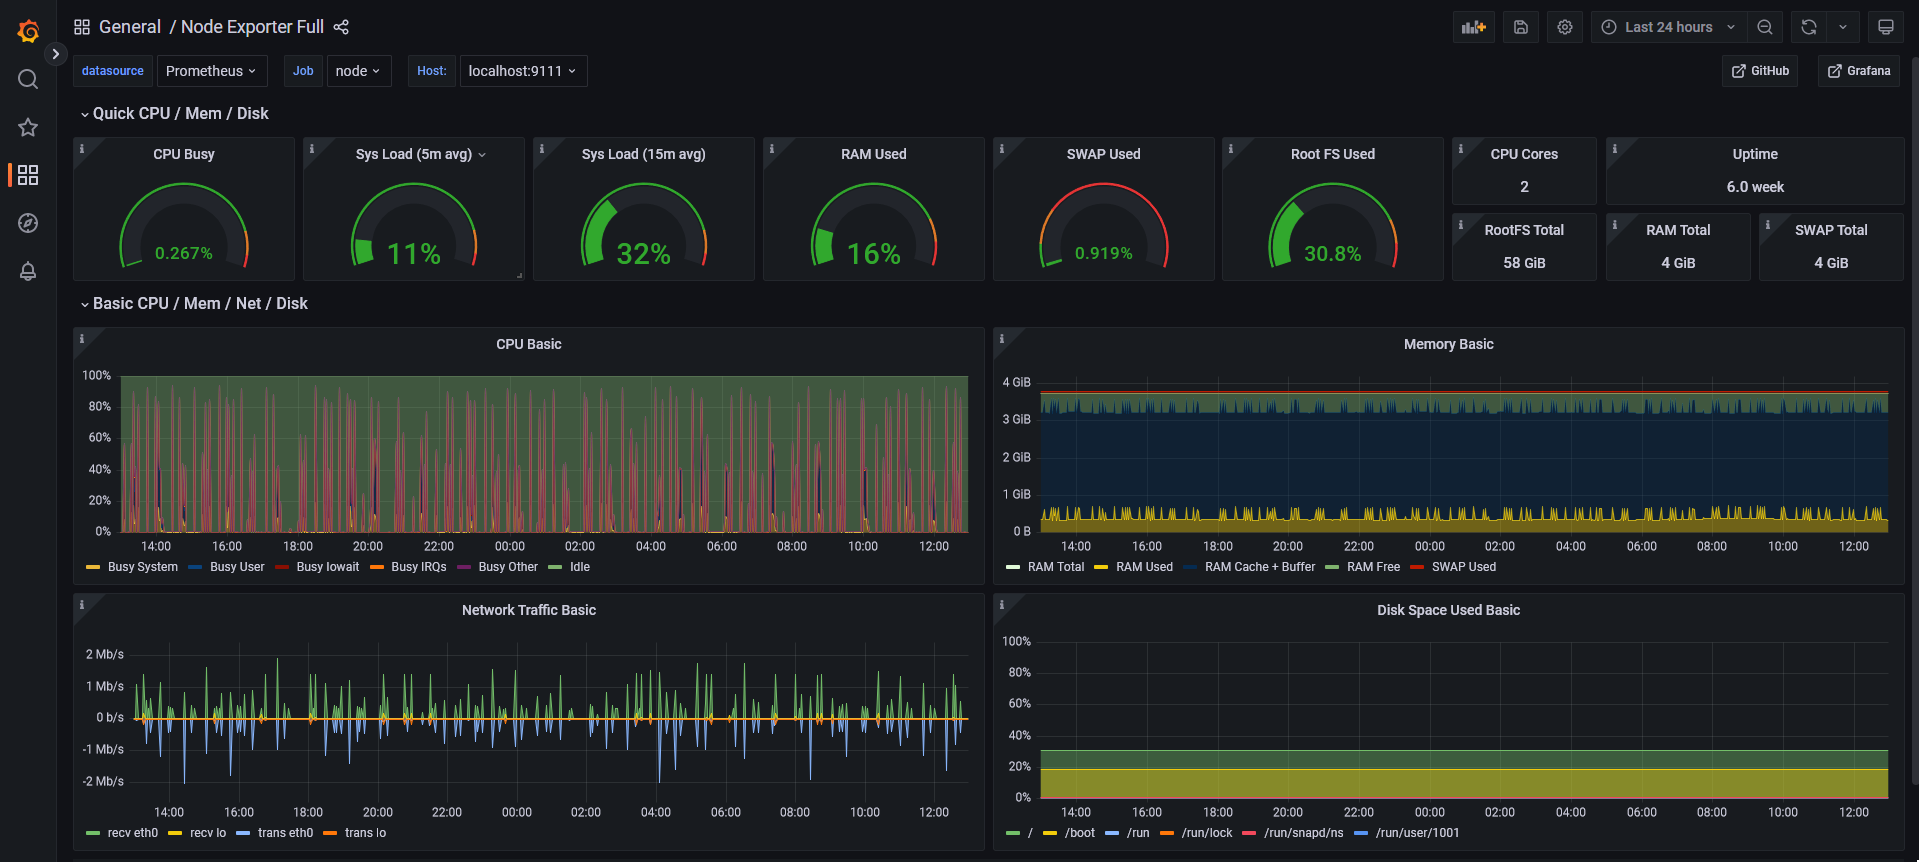 General / Node Exporter Full
Last 24 hours
datasource Prometheus Job node Host: localhost:9111 GitHub Grafana
Quick CPU / Mem / Disk
CPU Busy
0.267%
Sys Load (5m avg)
11%
Sys Load (15m avg)
32%
RAM Used
16%
SWAP Used
0.919%
Root FS Used
30.8%
CPU Cores
2
Uptime
6.0 week
RootFS Total
58 GiB
RAM Total
4 GiB
SWAP Total
4 GiB
Basic CPU / Mem / Net / Disk
CPU Basic
100%
80%
60%
40%
20%
0%
14:00 16:00 18:00 20:00 22:00 00:00 02:00 04:00 06:00 08:00 10:00 12:00
Busy System Busy User Busy Iowait Busy IRQs Busy Other Idle
Memory Basic
4 GiB
3 GiB
2 GiB
1 GiB
0 B
14:00 16:00 18:00 20:00 22:00 00:00 02:00 04:00 06:00 08:00 10:00 12:00
RAM Total RAM Used RAM Cache + Buffer RAM Free SWAP Used
Network Traffic Basic
2 Mb/s
1 Mb/s
0 b/s
-1 Mb/s
-2 Mb/s
14:00 16:00 18:00 20:00 22:00 00:00 02:00 04:00 06:00 08:00 10:00 12:00
recv eth0 recv lo trans eth0 trans lo
Disk Space Used Basic
100%
80%
60%
40%
20%
0%
14:00 16:00 18:00 20:00 22:00 00:00 02:00 04:00 06:00 08:00 10:00 12:00
/ /boot /run /run/lock /run/snapd/ns /run/user/1001